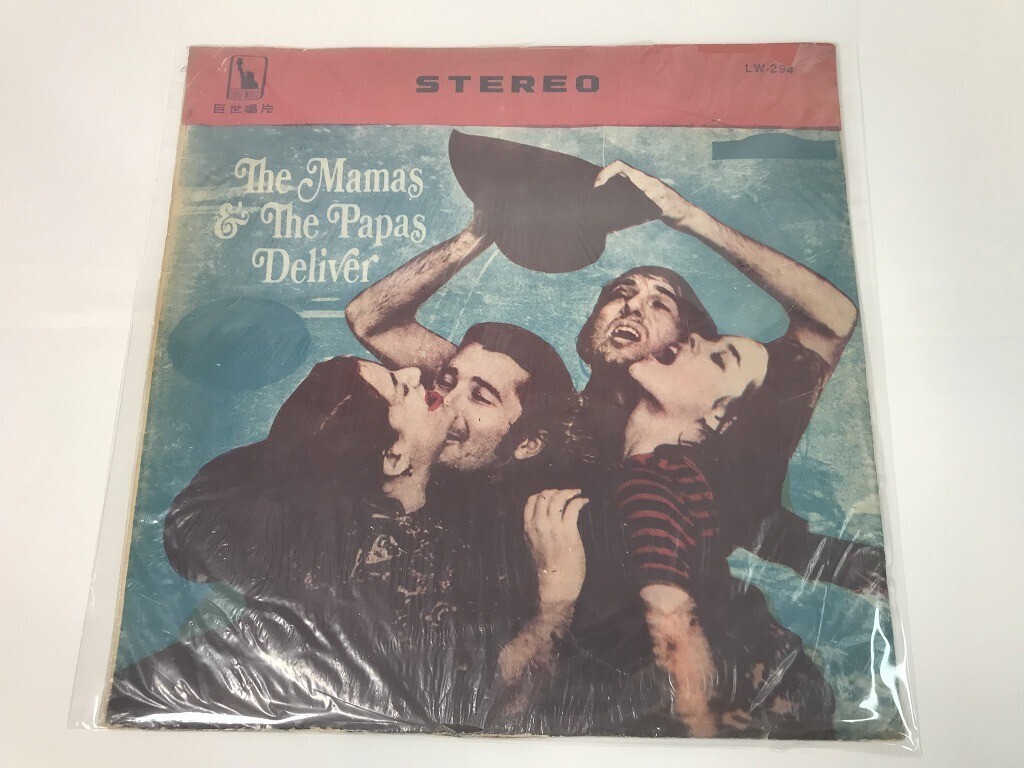 巨世唱片
STEREO
LW-294
The Mamas
& The Papas
Deliver